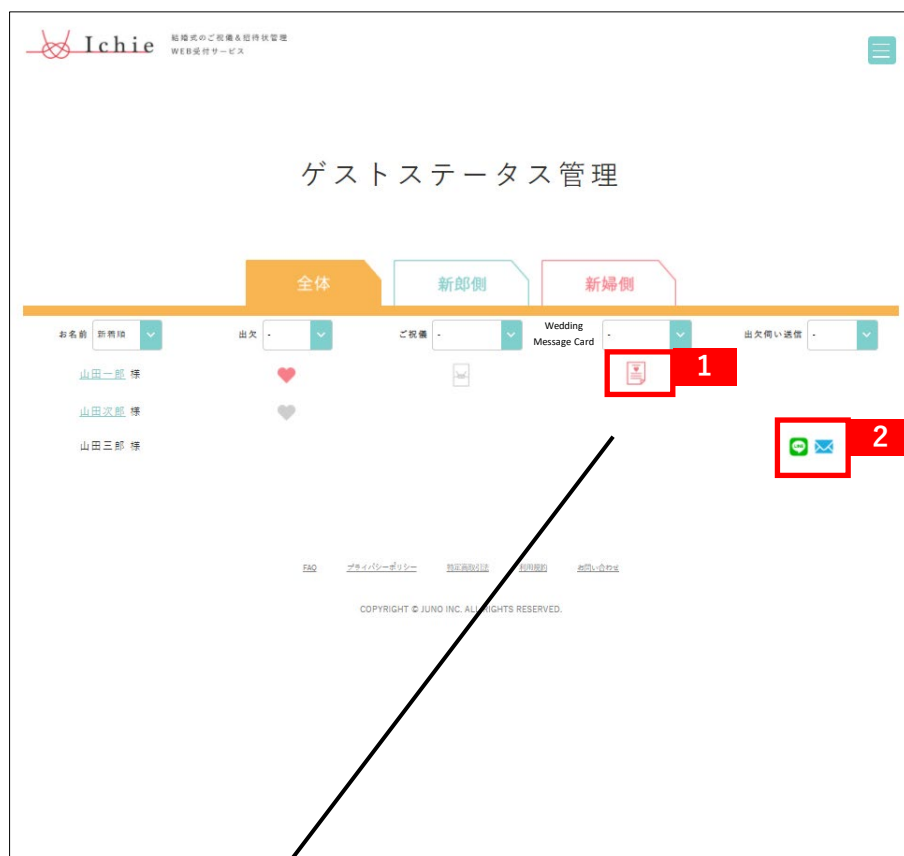 Ichie 結婚式のご祝儀&招待状管理
WEB受付サービス
ゲストステータス管理
全体 新郎側 新婦側
お名前 新着順 出欠 - ご祝儀 - Wedding Message Card - 出欠伺い送信 -
山田一郎 様
1
山田次郎 様
山田三郎 様
LINE
2
FAQ プライバシーポリシー 特定商取引法 利用規約 お問い合わせ
COPYRIGHT © JUNO INC. ALL RIGHTS RESERVED.